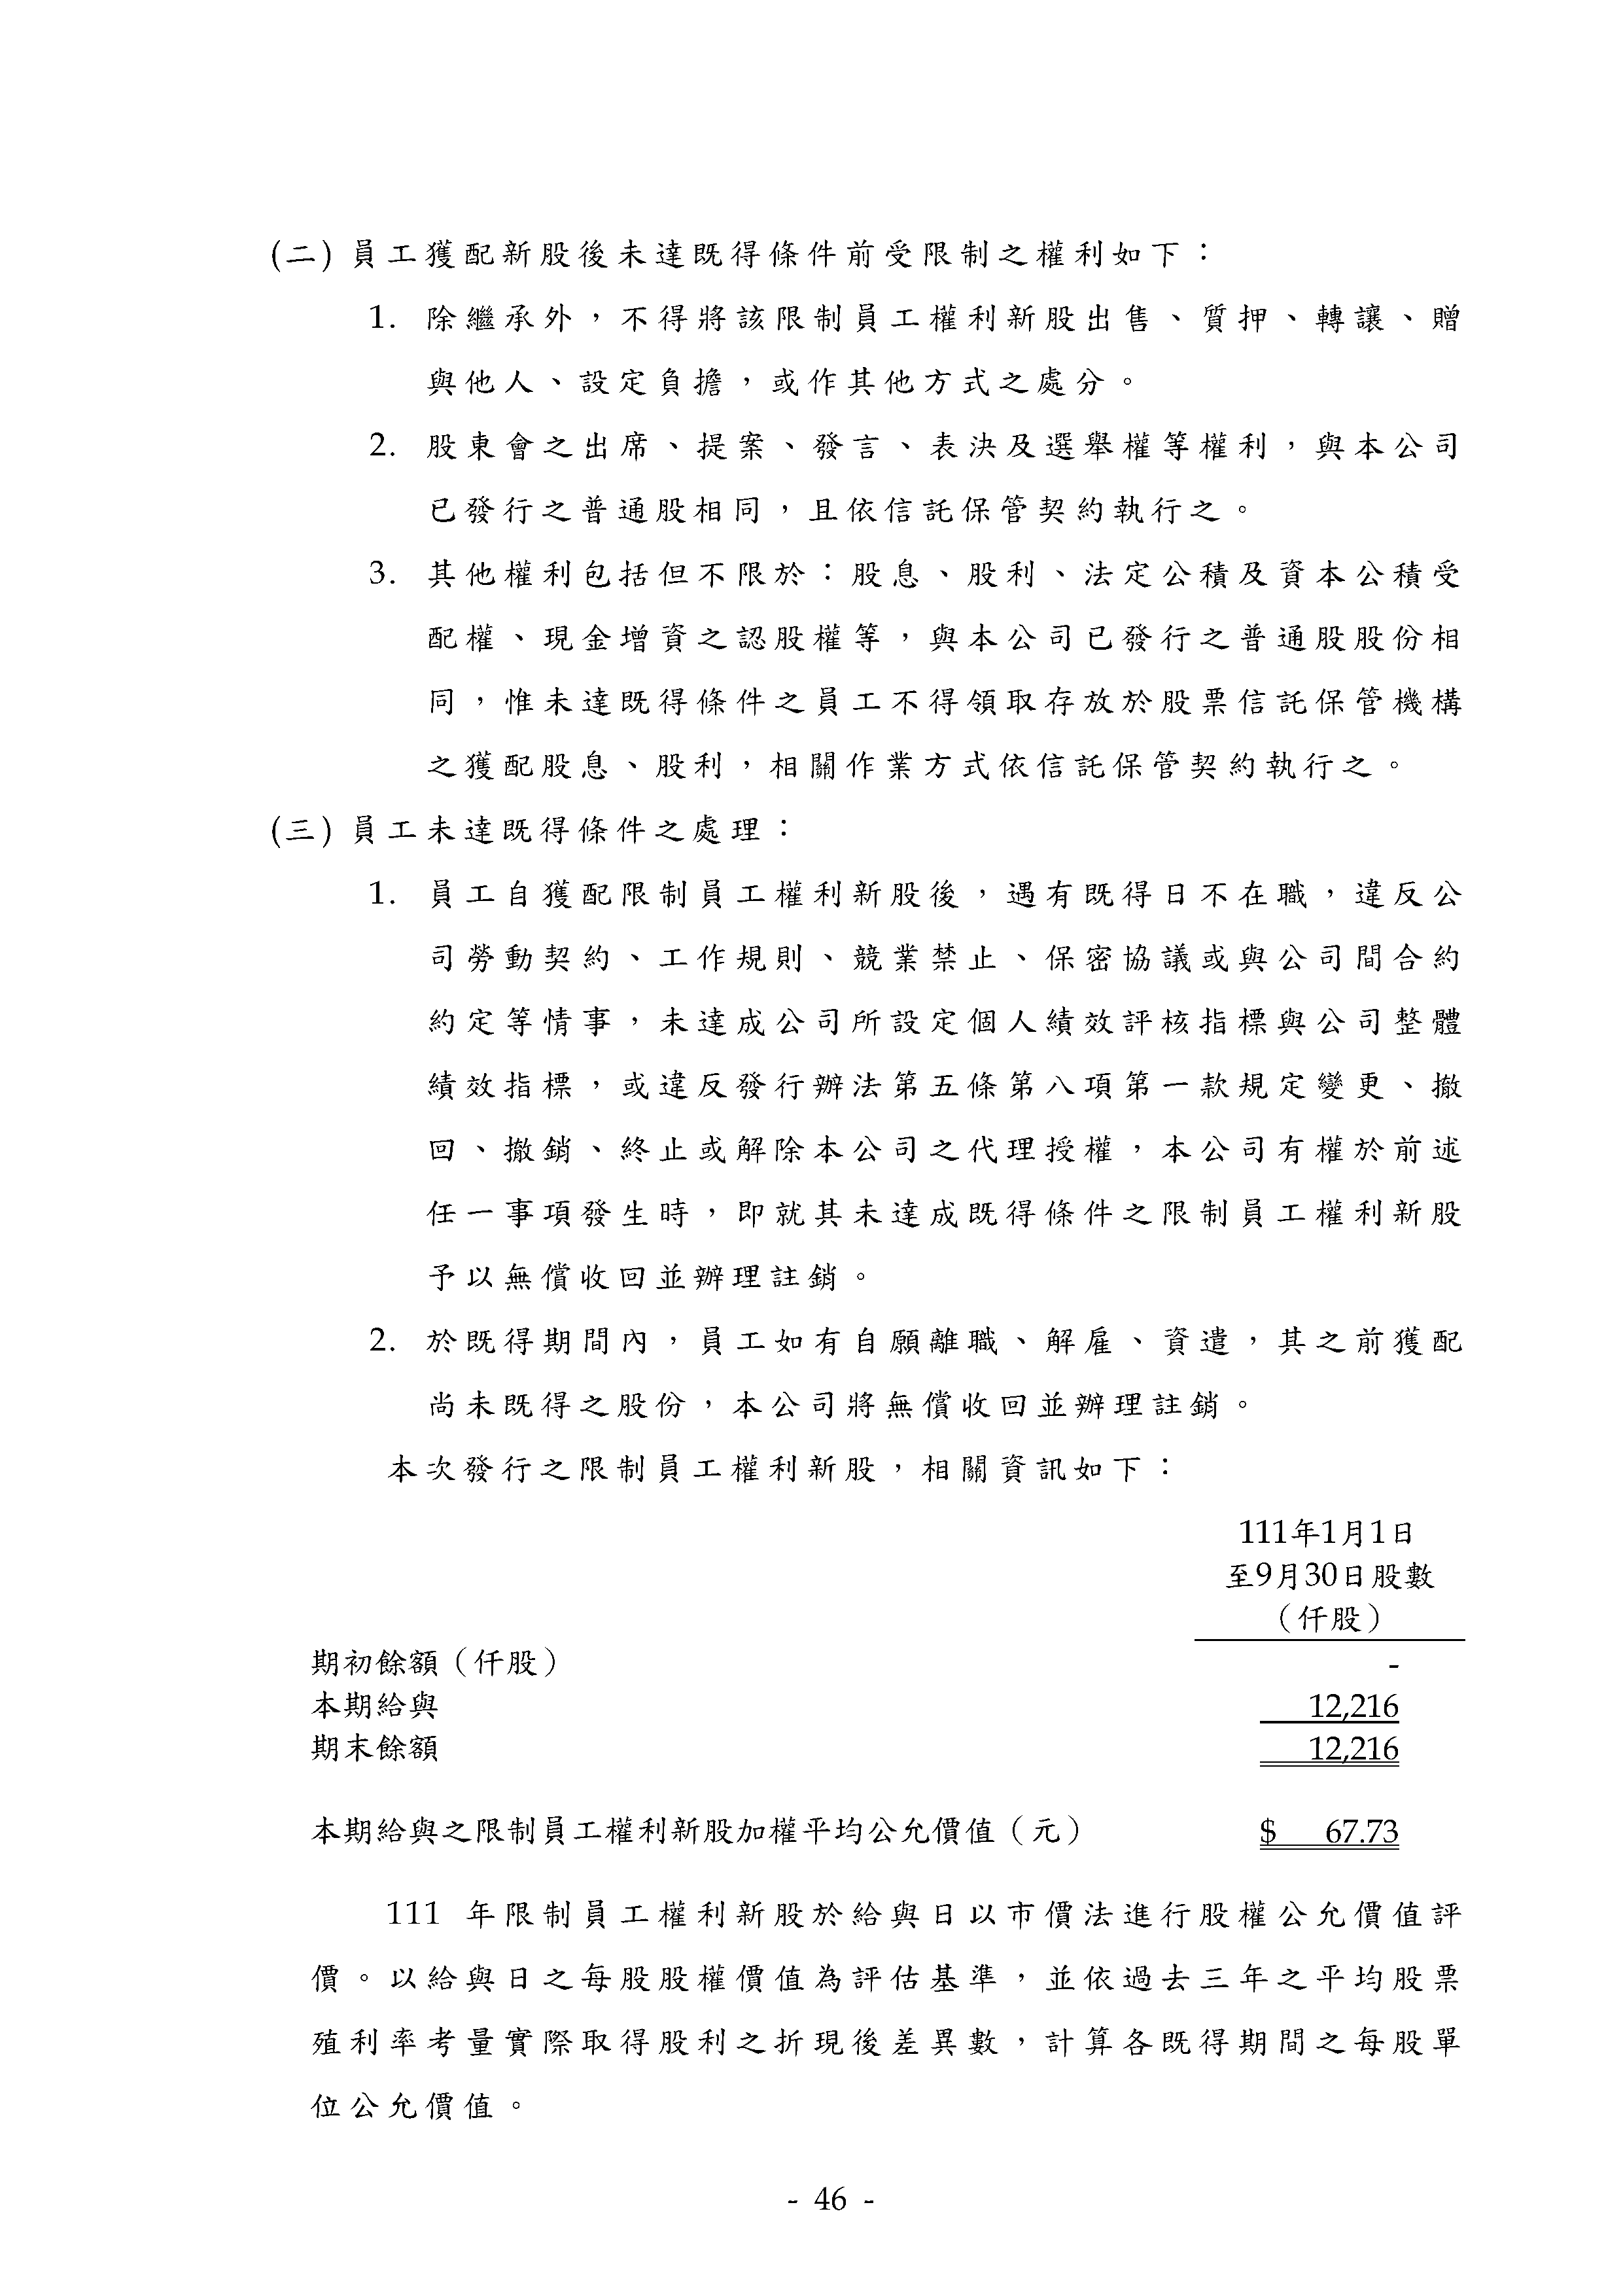 (二) 員工獲配新股後未達既得條件前受限制之權利如下：
1. 除繼承外，不得將該限制員工權利新股出售、質押、轉讓、贈
與他人、設定負擔，或作其他方式之處分。
2. 股東會之出席、提案、發言、表決及選舉權等權利，與本公司
已發行之普通股相同，且依信託保管契約執行之。
3. 其他權利包括但不限於：股息、股利、法定公積及資本公積受
配權、現金增資之認股權等，與本公司已發行之普通股股份相
同，惟未達既得條件之員工不得領取存放於股票信託保管機構
之獲配股息、股利，相關作業方式依信託保管契約執行之。
(三) 員工未達既得條件之處理：
1. 員工自獲配限制員工權利新股後，遇有既得日不在職，違反公
司勞動契約、工作規則、競業禁止、保密協議或與公司間合約
約定等情事，未達成公司所設定個人績效評核指標與公司整體
績效指標，或違反發行辦法第五條第八項第一款規定變更、撤
回、撤銷、終止或解除本公司之代理授權，本公司有權於前述
任一事項發生時，即就其未達成既得條件之限制員工權利新股
予以無償收回並辦理註銷。
2. 於既得期間內，員工如有自願離職、解雇、資遣，其之前獲配
尚未既得之股份，本公司將無償收回並辦理註銷。
本次發行之限制員工權利新股，相關資訊如下：
111年1月1日
至9月30日股數
（仟股）
期初餘額（仟股） -
本期給與 12,216
期末餘額 12,216
本期給與之限制員工權利新股加權平均公允價值（元） $ 67.73
111 年限制員工權利新股於給與日以市價法進行股權公允價值評
價。以給與日之每股股權價值為評估基準，並依過去三年之平均股票
殖利率考量實際取得股利之折現後差異數，計算各既得期間之每股單
位公允價值。
- 46 -